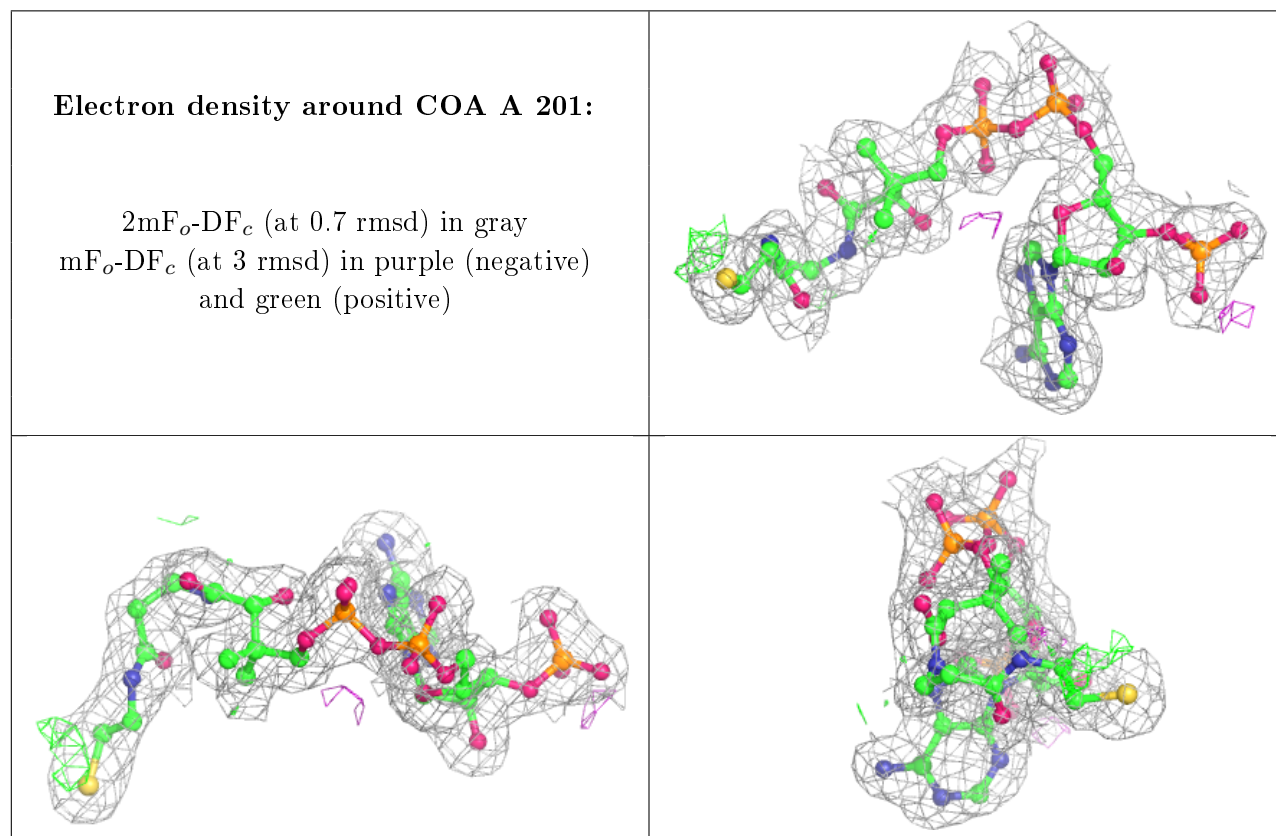 Electron density around COA A 201:
2mFₒ-DF𝒸 (at 0.7 rmsd) in gray
mFₒ-DF𝒸 (at 3 rmsd) in purple (negative)
and green (positive)